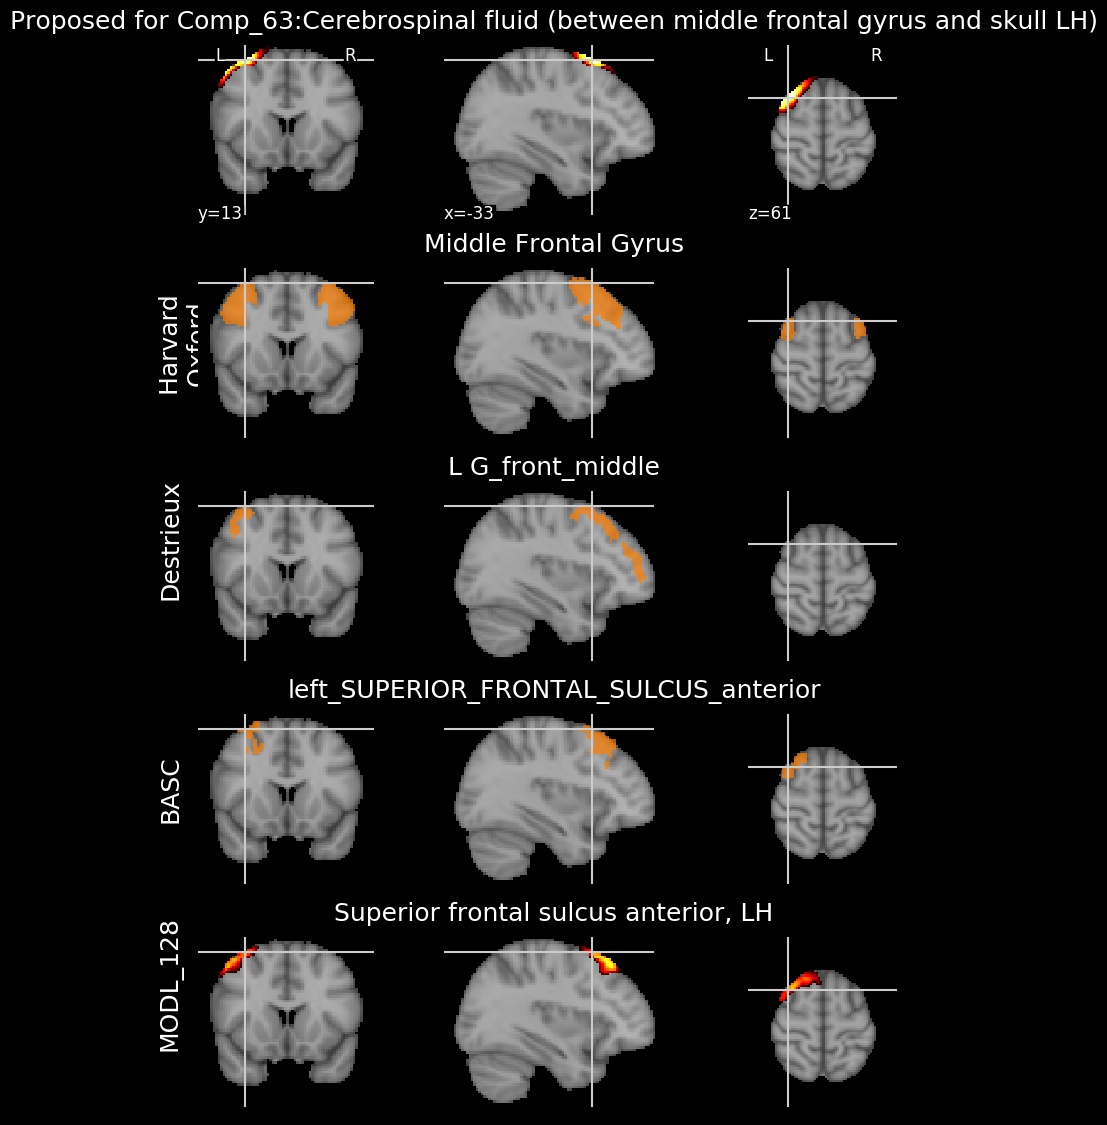 Proposed for Comp_63:Cerebrospinal fluid (between middle frontal gyrus and skull LH)
L R
L R
y=13 x=-33 z=61
Middle Frontal Gyrus
Harvard
Oxford
L G_front_middle
Destrieux
left_SUPERIOR_FRONTAL_SULCUS_anterior
BASC
Superior frontal sulcus anterior, LH
MODL_128